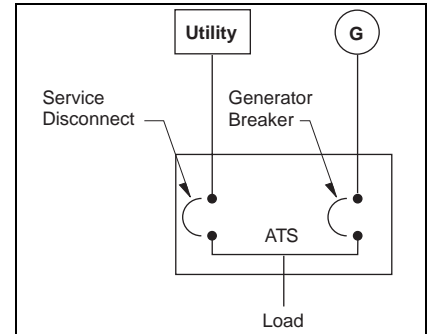 Utility
G
Service
Disconnect
Generator
Breaker
ATS
Load